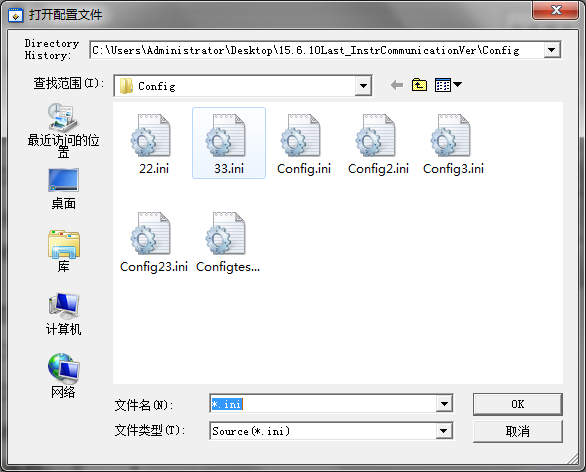 打开配置文件
Directory
History:
C:\Users\Administrator\Desktop\15.6.10Last_InstrCommunicationVer\Config
查找范围(I):
Config
最近访问的位置
桌面
库
计算机
网络
22.ini
33.ini
Config.ini
Config2.ini
Config3.ini
Config23.ini
Configtes...
文件名(N):
*.ini
OK
文件类型(T):
Source(*.ini)
取消